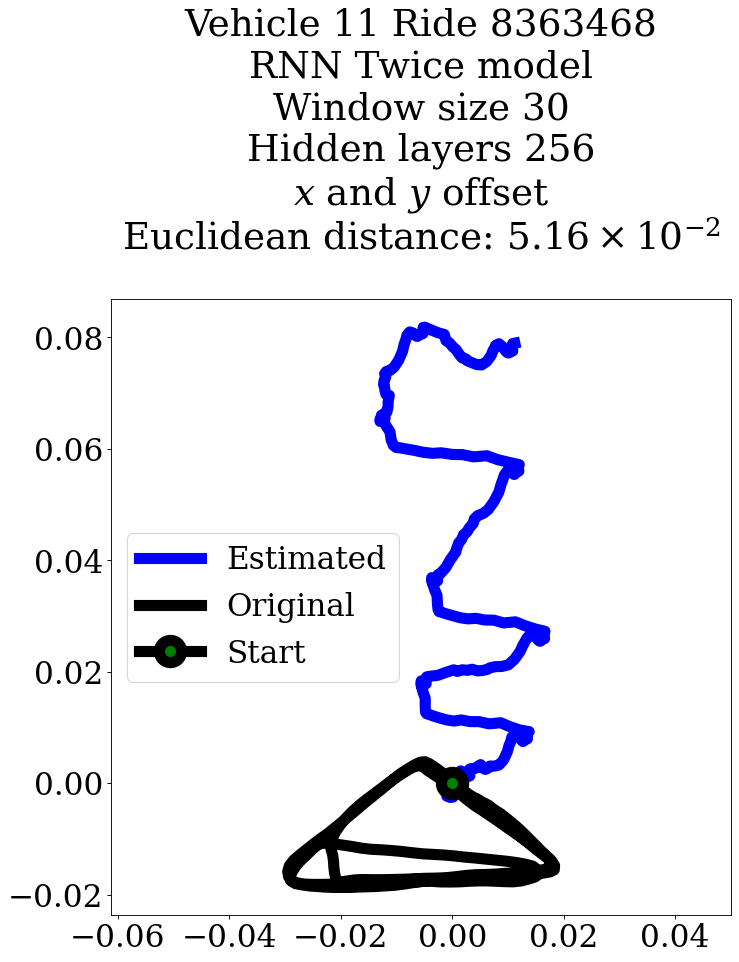 Vehicle 11 Ride 8363468
RNN Twice model
Window size 30
Hidden layers 256
x and y offset
Euclidean distance: 5.16 × 10⁻²
0.08
0.06
0.04
0.02
0.00
−0.02
Estimated
Original
Start
−0.06 −0.04 −0.02 0.00 0.02 0.04